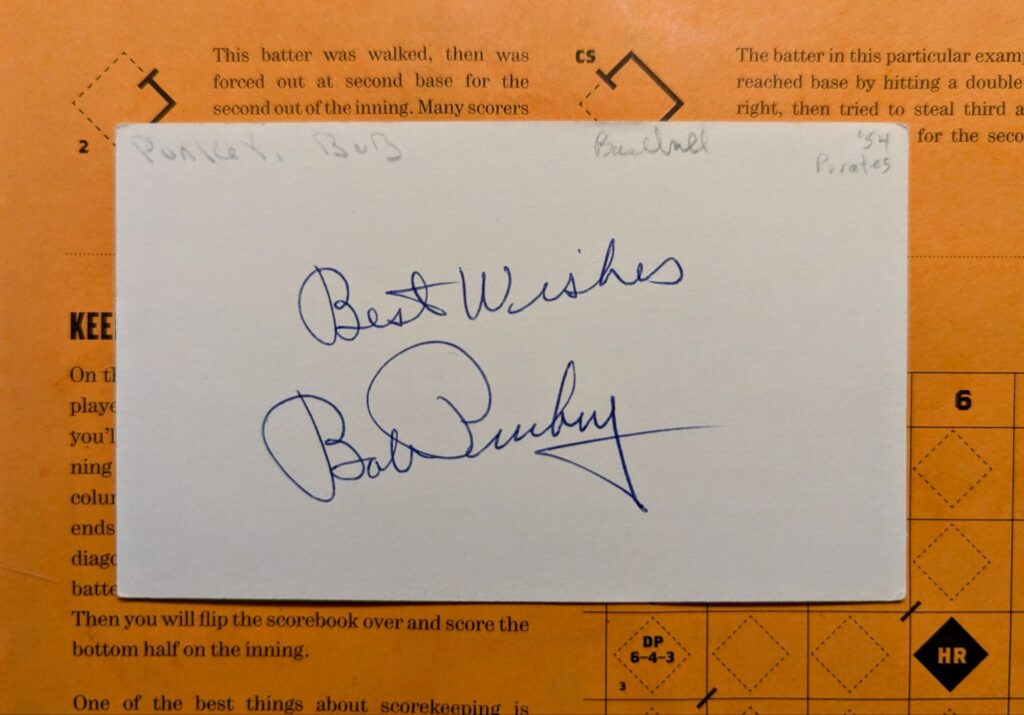 This batter was walked, then was
forced out at second base for the
second out of the inning. Many scorers
2
CS
The batter in this particular exam
reached base by hitting a double
right, then tried to steal third a
for the seco
Purkey, Bob
Baseball
'54
Pirates
Best Wishes
Bob Purkey
KEE
On th
playe
you'l
ning
colu
ends
diago
batte
Then you will flip the scorebook over and score the
bottom half on the inning.
One of the best things about scorekeeping is
6
DP
6–4–3
3
HR